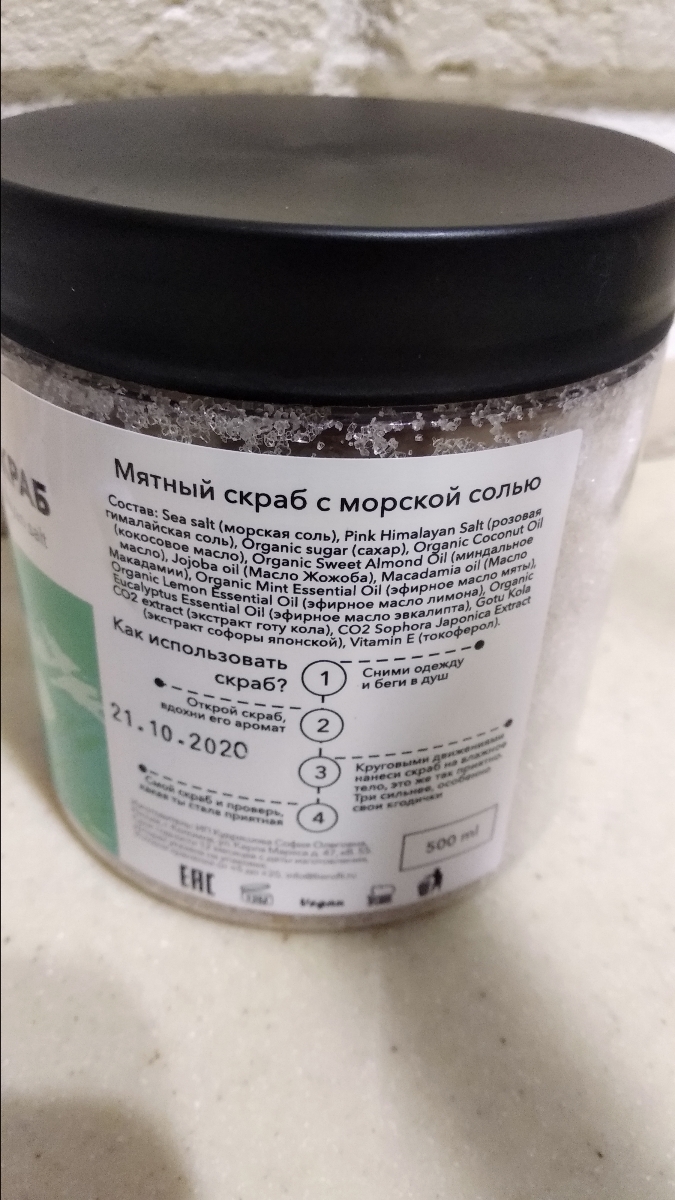 КРАБ
salt
Мятный скраб с морской солью
Состав: Sea salt (морская соль), Pink Himalayan Salt (розовая
гималайская соль), Organic sugar (сахар), Organic Coconut Oil
(кокосовое масло), Organic Sweet Almond Oil (миндальное
масло), Jojoba oil (Масло Жожоба), Macadamia oil (Масло
Макадамии), Organic Mint Essential Oil (эфирное масло мяты),
Organic Lemon Essential Oil (эфирное масло лимона), Organic
Eucalyptus Essential Oil (эфирное масло эвкалипта), Gotu Kola
CO2 extract (экстракт готу кола), CO2 Sophora Japonica Extract
(экстракт софоры японской), Vitamin E (токоферол).
Как использовать
скраб?
1
Сними одежду
и беги в душ
Открой скраб,
вдохни его аромат
2
21.10.2020
3
Круговыми движениями
нанеси скраб на влажное
тело, это же так приятно.
Три сильнее, особенно
свои ягодички
Смой скраб и проверь,
какая ты стала приятная
4
500 ml
EAC
Vegan